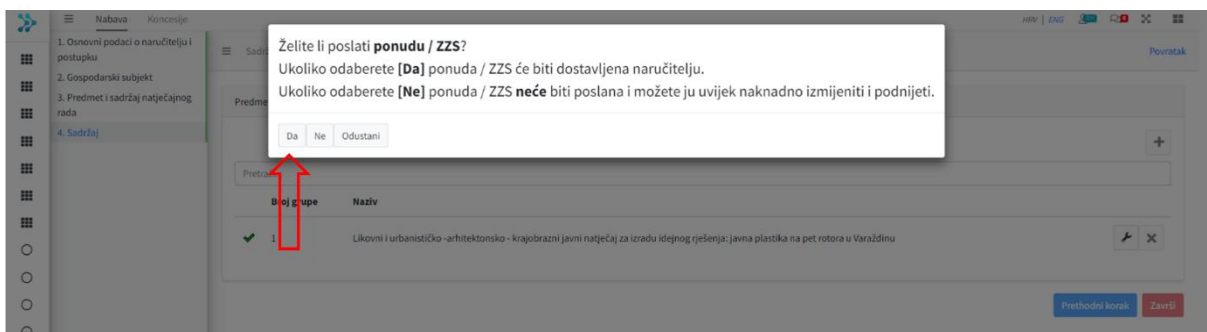 Nabava Koncesije
HRV | ENG
1. Osnovni podaci o naručitelju i
postupku
2. Gospodarski subjekt
3. Predmet i sadržaj natječajnog
rada
4. Sadržaj
Povratak
Želite li poslati ponudu / ZZS?
Ukoliko odaberete [Da] ponuda / ZZS će biti dostavljena naručitelju.
Ukoliko odaberete [Ne] ponuda / ZZS neće biti poslana i možete ju uvijek naknadno izmijeniti i podnijeti.
Da Ne Odustani
Broj grupe Naziv
1 Likovni i urbanističko -arhitektonsko - krajobrazni javni natječaj za izradu idejnog rješenja: javna plastika na pet rotora u Varaždinu
Prethodni korak Završi